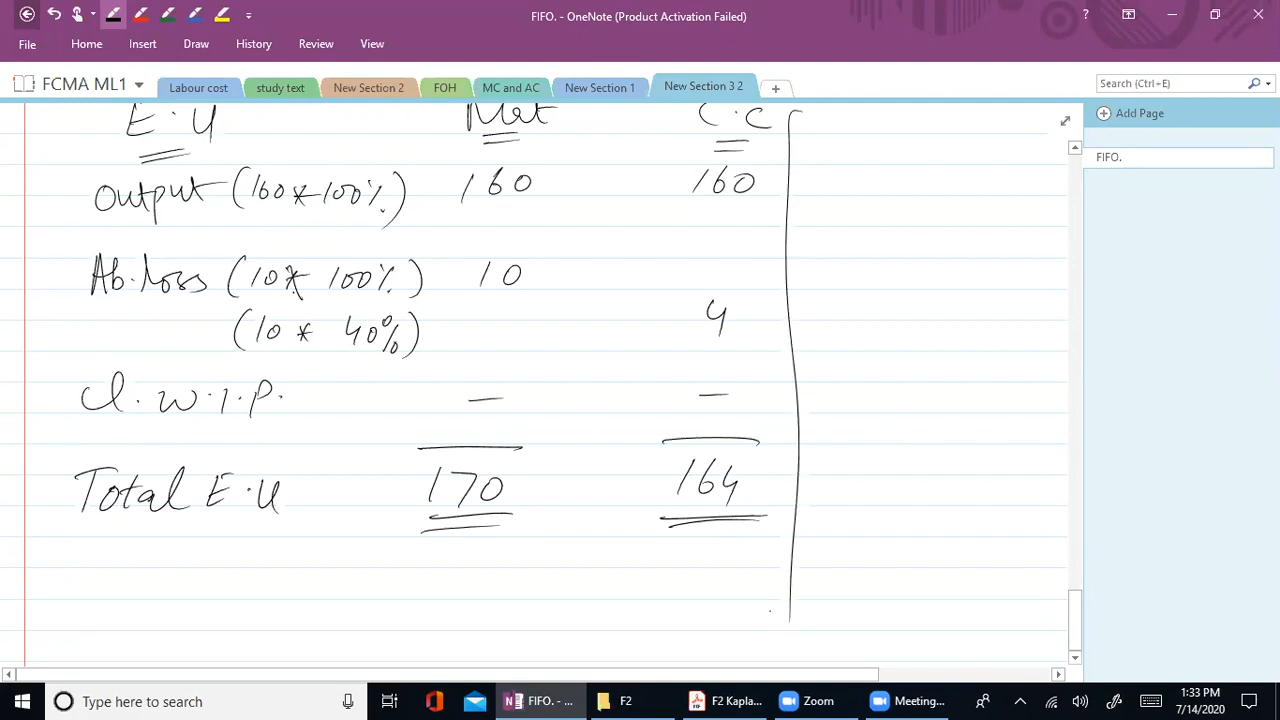 FIFO. - OneNote (Product Activation Failed)
?
File Home Insert Draw History Review View
FCMA ML1 Labour cost study text New Section 2 FOH MC and AC New Section 1 New Section 3 2 + Search (Ctrl+E)
Add Page
FIFO.
E.U Mat C.C
Output (160*100%) 160 160
Ab.loss (10* 100%) 10
(10 * 40%) 4
Cl.W.I.P. — —
Total E.U 170 164
Type here to search FIFO. - ... F2 F2 Kapla... Zoom Meeting... 1:33 PM
7/14/2020